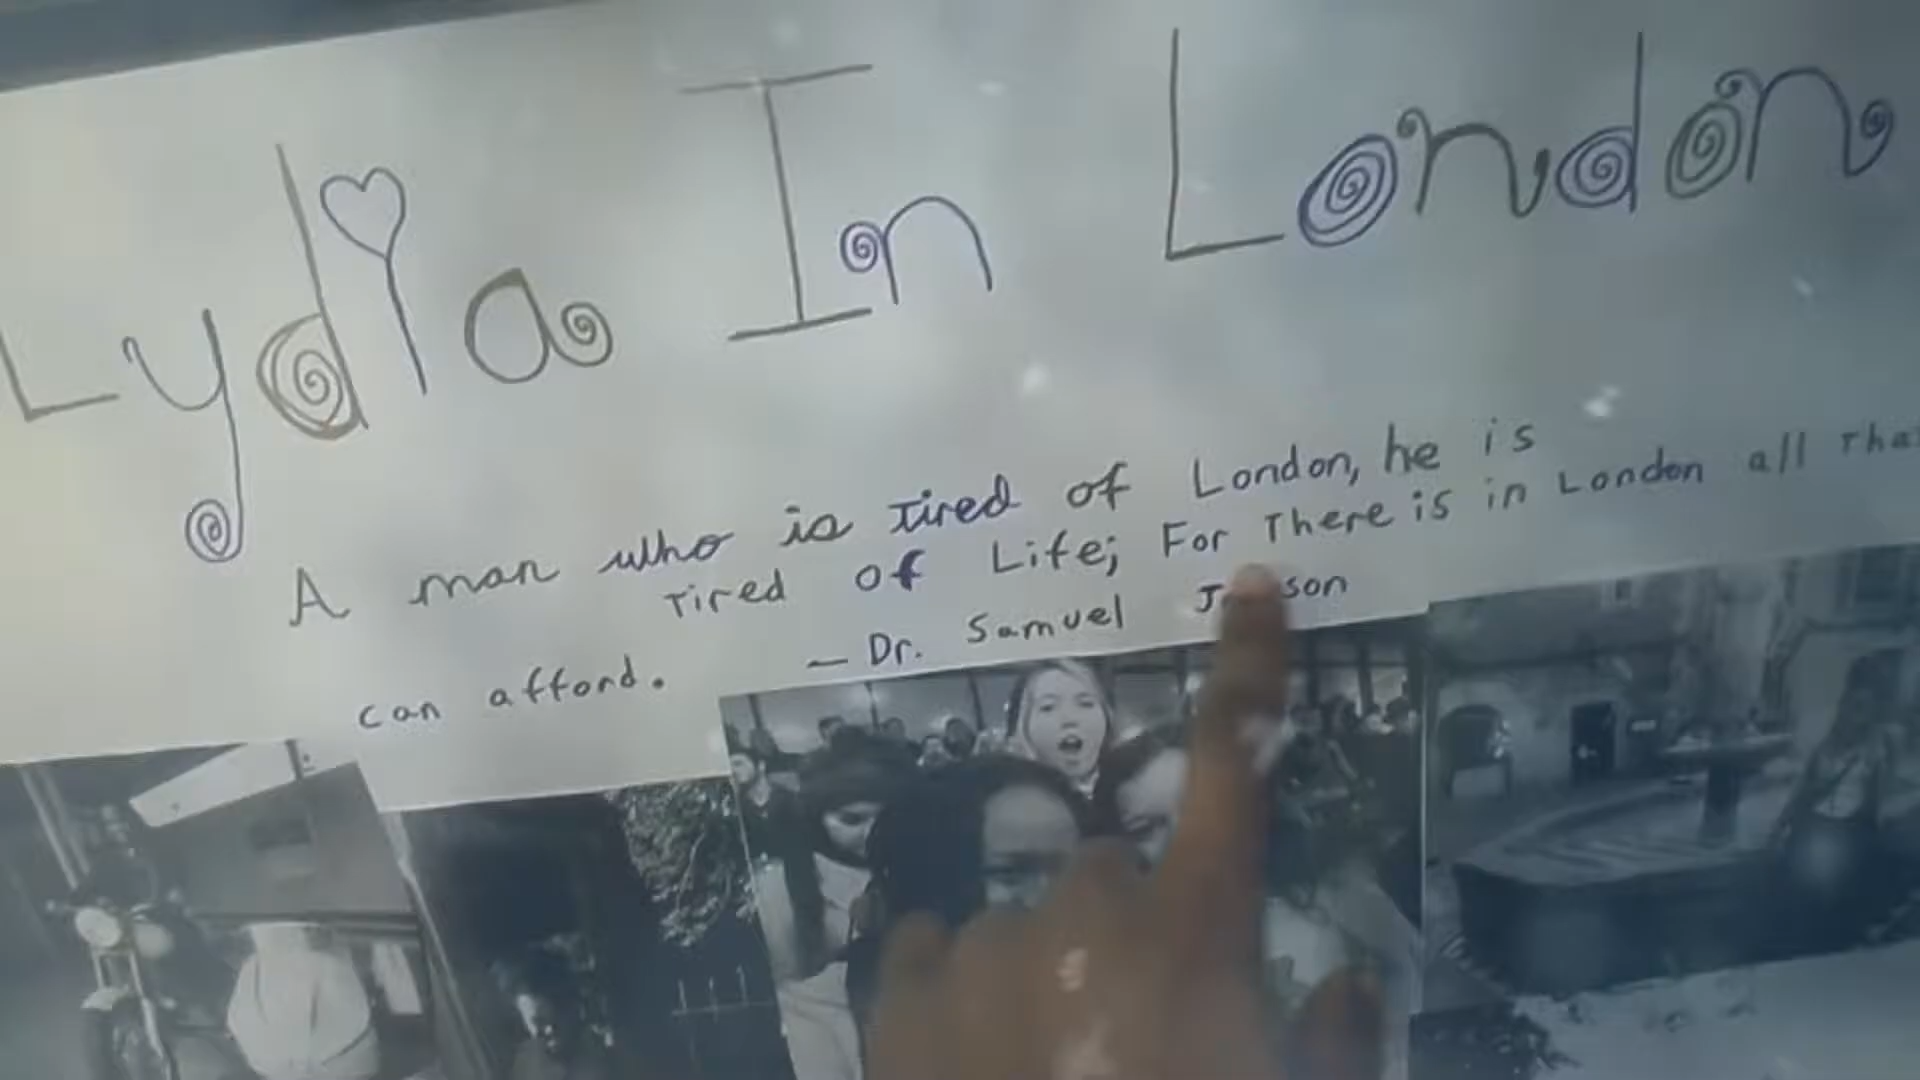 Lydia In London
A man who is Tired of London, he is
Tired of Life; For There is in London all
can afford. — Dr. Samuel